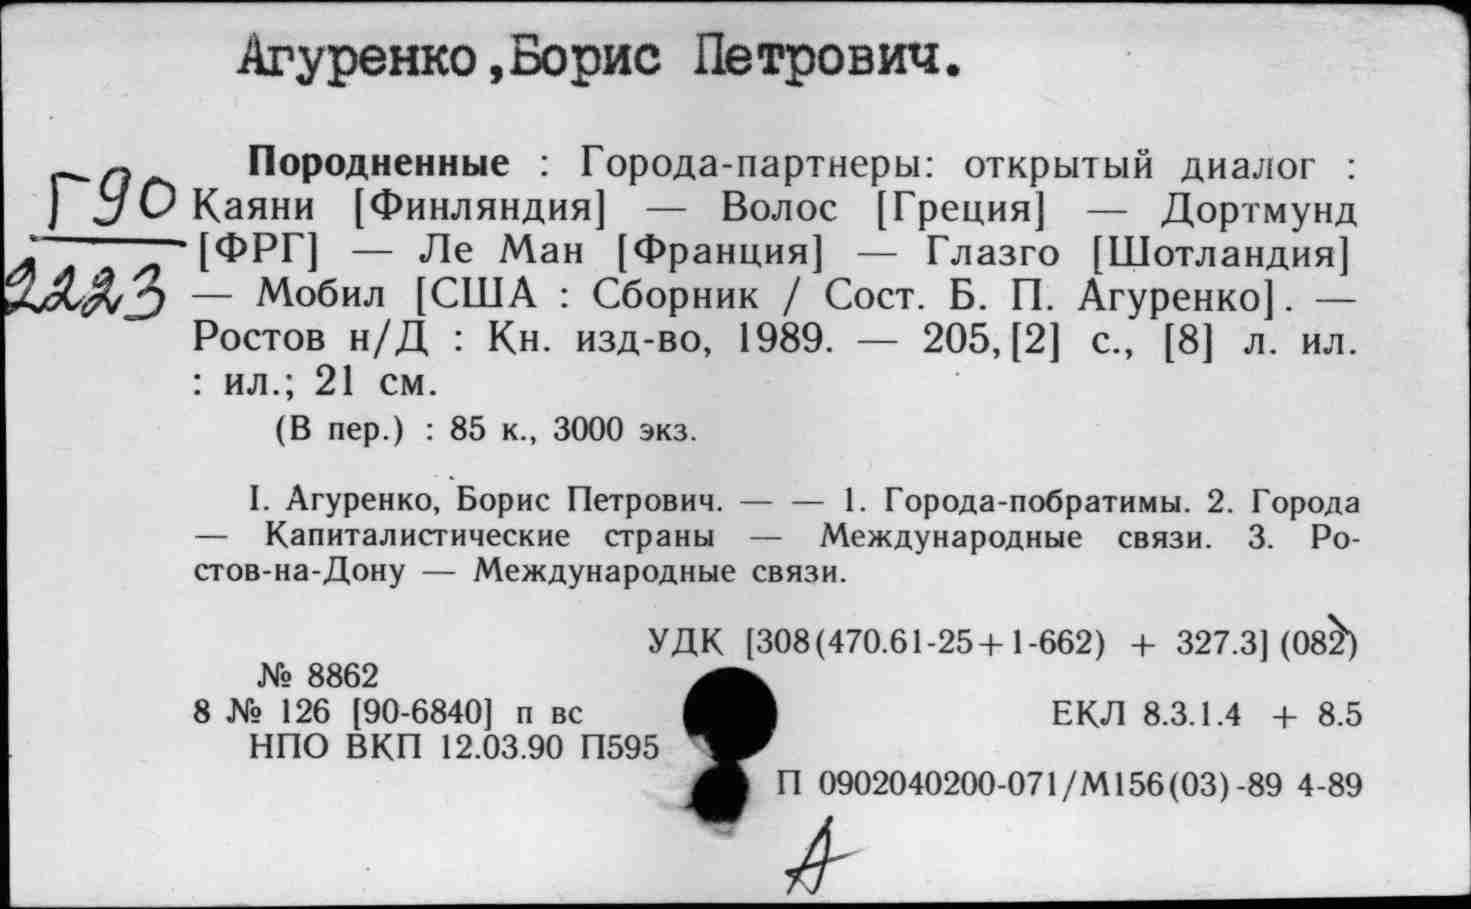 Агуренко,Борис Петрович.
Породненные : Города-партнеры: открытый диалог :
Г90
Каяни [Финляндия] — Волос [Греция] — Дортмунд
[ФРГ] — Ле Ман [Франция] — Глазго [Шотландия]
2223
— Мобил [США : Сборник / Сост. Б. П. Агуренко]. —
Ростов н/Д : Кн. изд-во, 1989. — 205,[2] с., [8] л. ил.
: ил.; 21 см.
(В пер.) : 85 к., 3000 экз.
I. Агуренко, Борис Петрович. — — 1. Города-побратимы. 2. Города
— Капиталистические страны — Международные связи. 3. Ро-
стов-на-Дону — Международные связи.
УДК [308(470.61-25+1-662) + 327.3](082)
№ 8862
8 № 126 [90-6840] п вс
ЕКЛ 8.3.1.4 + 8.5
НПО ВКП 12.03.90 П595
П 0902040200-071/М156(03)-89 4-89
А